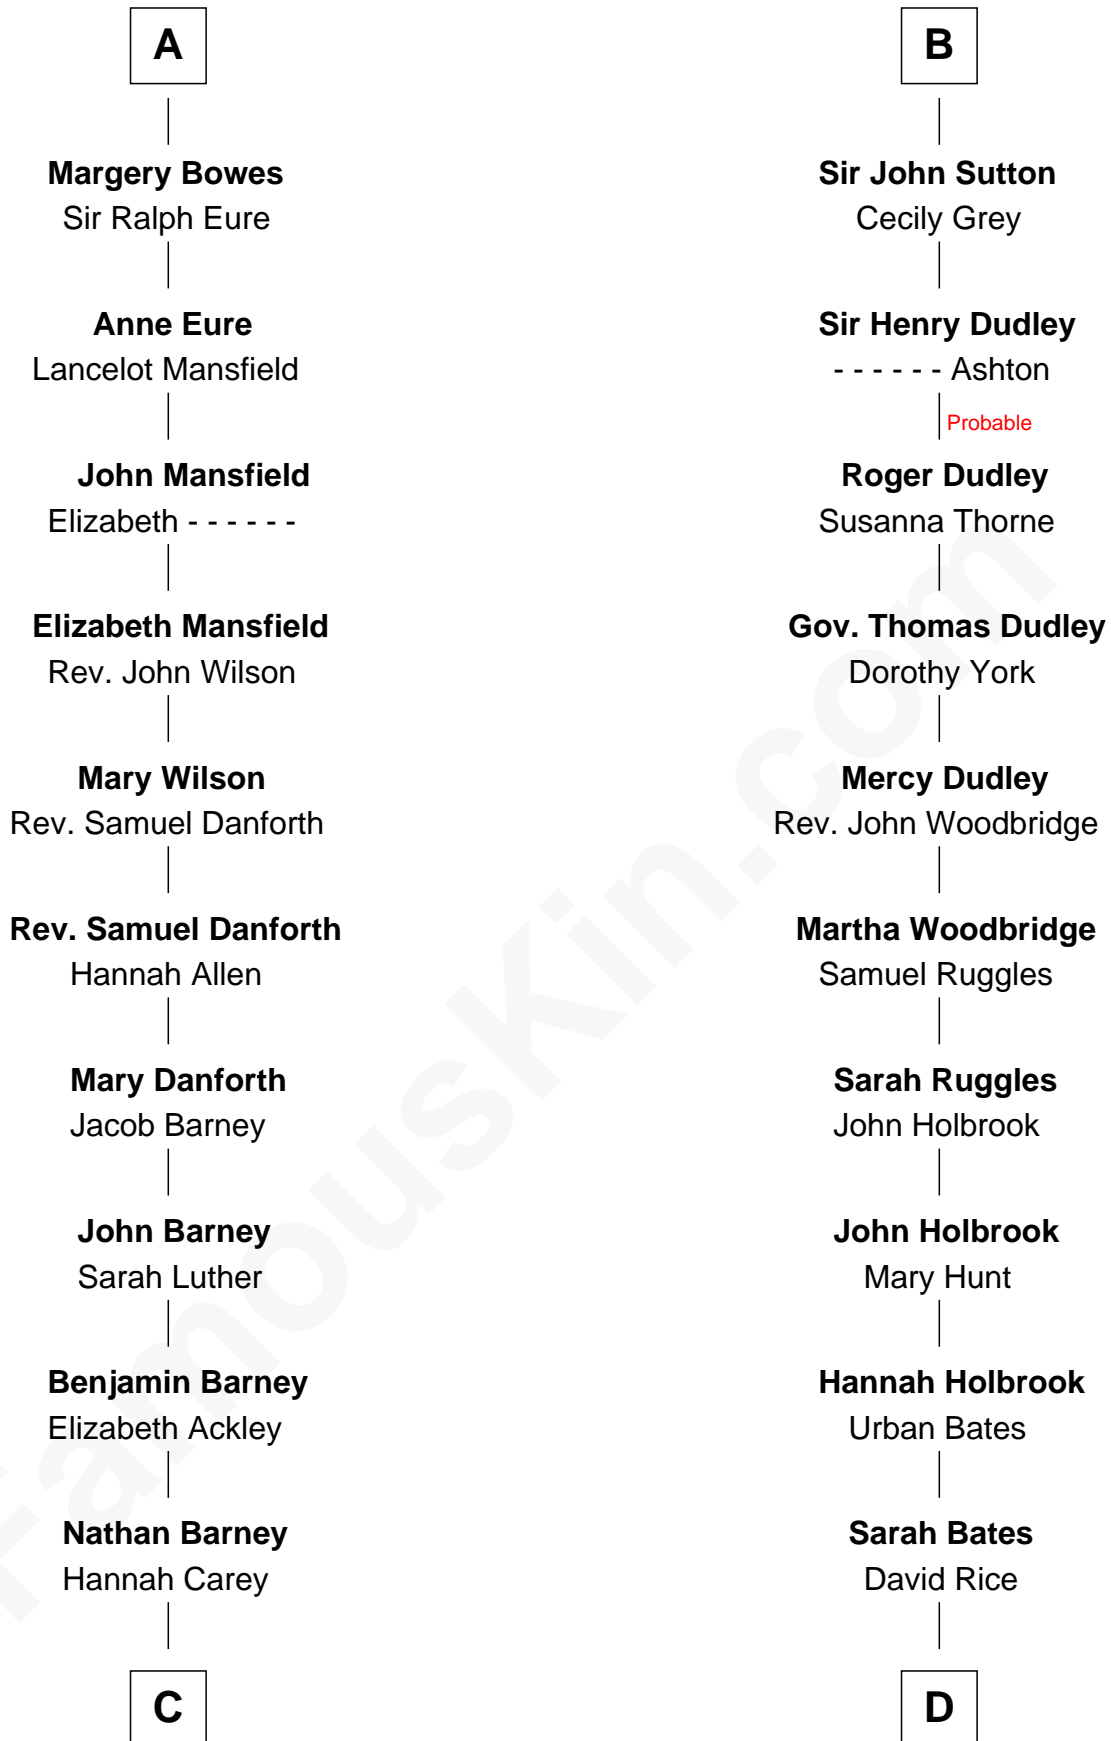 A
Margery Bowes
Sir Ralph Eure
Anne Eure
Lancelot Mansfield
John Mansfield
Elizabeth - - - - - -
Elizabeth Mansfield
Rev. John Wilson
Mary Wilson
Rev. Samuel Danforth
Rev. Samuel Danforth
Hannah Allen
Mary Danforth
Jacob Barney
John Barney
Sarah Luther
Benjamin Barney
Elizabeth Ackley
Nathan Barney
Hannah Carey
C
B
Sir John Sutton
Cecily Grey
Sir Henry Dudley
- - - - - - Ashton
Probable
Roger Dudley
Susanna Thorne
Gov. Thomas Dudley
Dorothy York
Mercy Dudley
Rev. John Woodbridge
Martha Woodbridge
Samuel Ruggles
Sarah Ruggles
John Holbrook
John Holbrook
Mary Hunt
Hannah Holbrook
Urban Bates
Sarah Bates
David Rice
D
FamousKin.com